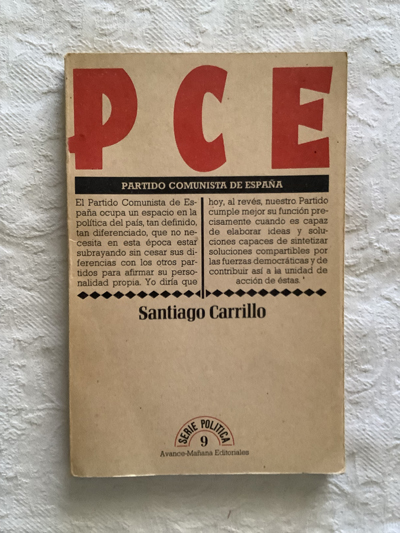 PCE
PARTIDO COMUNISTA DE ESPAÑA
El Partido Comunista de Es-
paña ocupa un espacio en la
política del país, tan definido,
tan diferenciado, que no ne-
cesita en esta época estar
subrayando sin cesar sus di-
ferencias con los otros par-
tidos para afirmar su perso-
nalidad propia. Yo diría que
hoy, al revés, nuestro Partido
cumple mejor su función pre-
cisamente cuando es capaz
de elaborar ideas y solu-
ciones capaces de sintetizar
soluciones compartibles por
las fuerzas democráticas y de
contribuir así a la unidad de
acción de éstas.
Santiago Carrillo
SERIE POLITICA
9
Avance-Mañana Editoriales